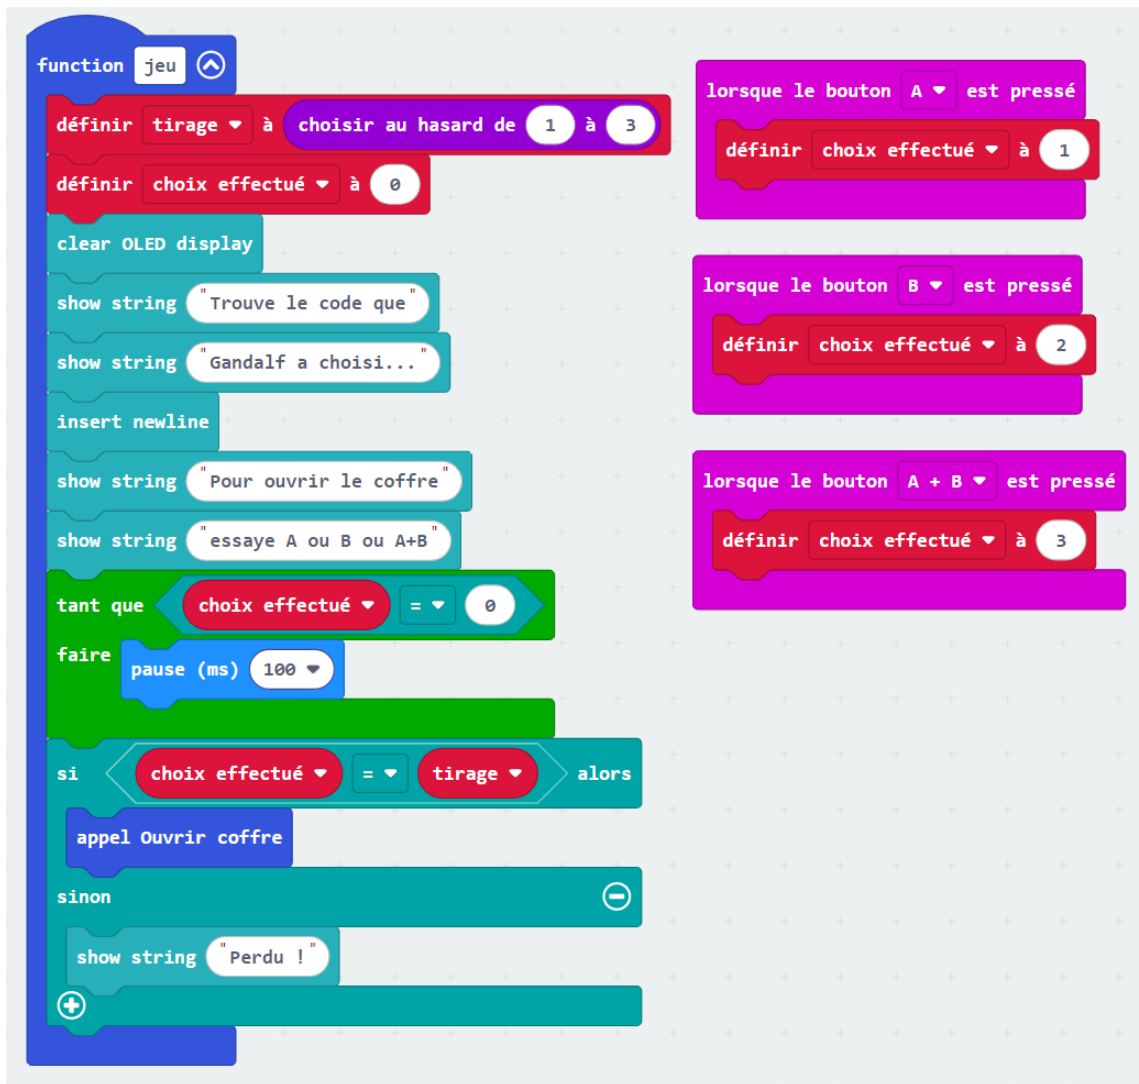 function jeu
définir tirage à choisir au hasard de 1 à 3
définir choix effectué à 0
clear OLED display
show string "Trouve le code que"
show string "Gandalf a choisi..."
insert newline
show string "Pour ouvrir le coffre"
show string "essaye A ou B ou A+B"
tant que choix effectué = 0
faire
pause (ms) 100
si choix effectué = tirage alors
appel Ouvrir coffre
sinon
show string "Perdu !"
lorsque le bouton A est pressé
définir choix effectué à 1
lorsque le bouton B est pressé
définir choix effectué à 2
lorsque le bouton A + B est pressé
définir choix effectué à 3